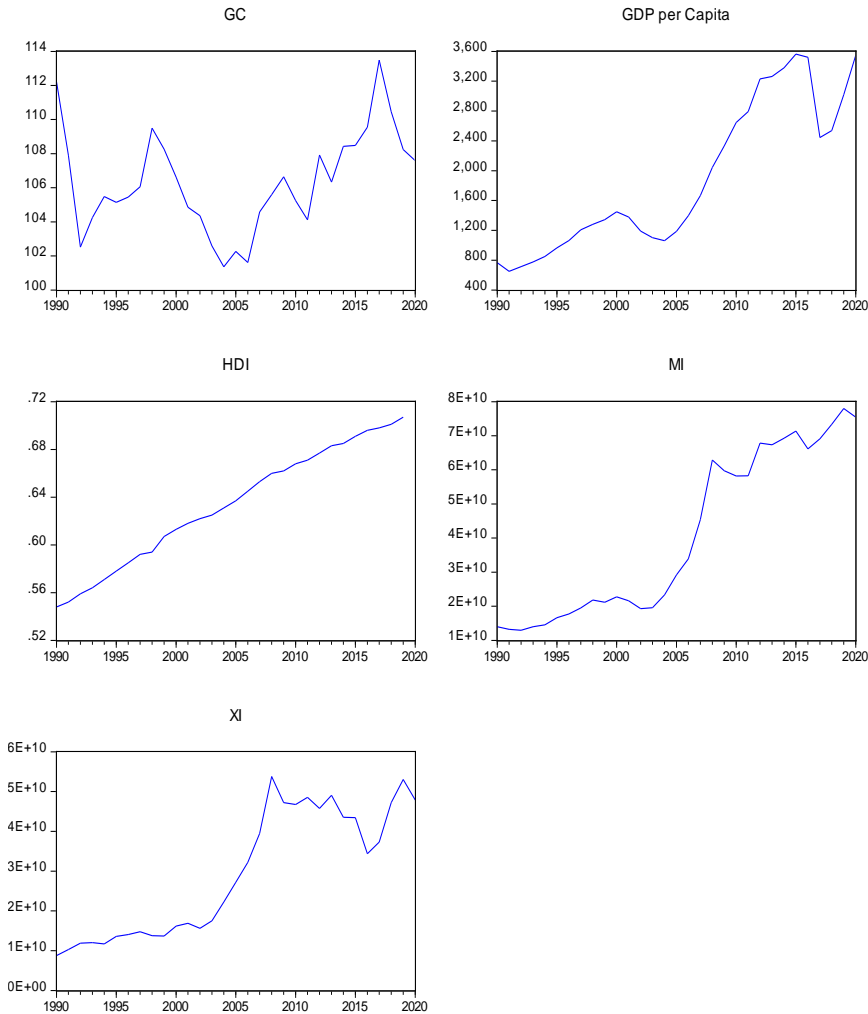 GC
114
112
110
108
106
104
102
100
1990 1995 2000 2005 2010 2015 2020
GDP per Capita
3,600
3,200
2,800
2,400
2,000
1,600
1,200
800
400
1990 1995 2000 2005 2010 2015 2020
HDI
.72
.68
.64
.60
.56
.52
1990 1995 2000 2005 2010 2015 2020
MI
8E+10
7E+10
6E+10
5E+10
4E+10
3E+10
2E+10
1E+10
1990 1995 2000 2005 2010 2015 2020
XI
6E+10
5E+10
4E+10
3E+10
2E+10
1E+10
0E+00
1990 1995 2000 2005 2010 2015 2020